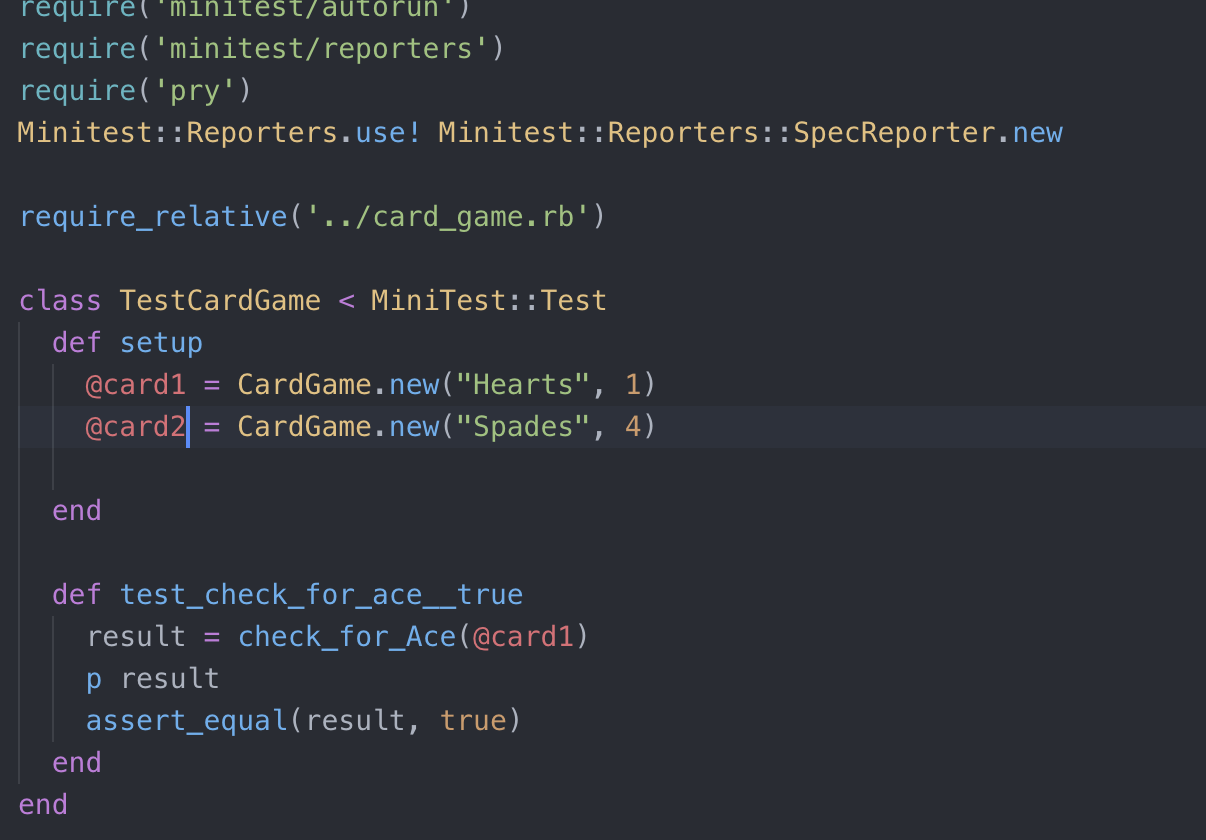 require('minitest/autorun')
require('minitest/reporters')
require('pry')
Minitest::Reporters.use! Minitest::Reporters::SpecReporter.new
require_relative('../card_game.rb')
class TestCardGame < MiniTest::Test
def setup
@card1 = CardGame.new("Hearts", 1)
@card2 = CardGame.new("Spades", 4)
end
def test_check_for_ace__true
result = check_for_Ace(@card1)
p result
assert_equal(result, true)
end
end